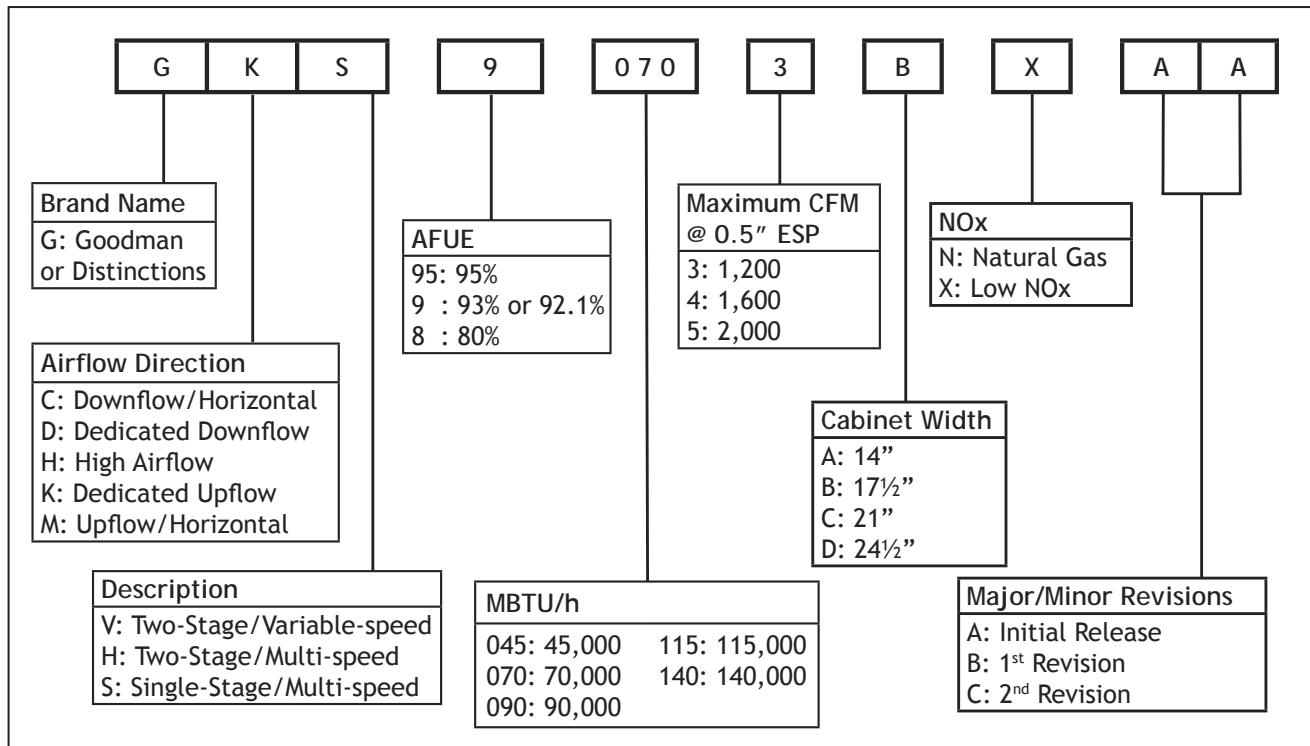 G K S 9 0 7 0 3 B X A A
Brand Name
G: Goodman
or Distinctions
Airflow Direction
C: Downflow/Horizontal
D: Dedicated Downflow
H: High Airflow
K: Dedicated Upflow
M: Upflow/Horizontal
Description
V: Two-Stage/Variable-speed
H: Two-Stage/Multi-speed
S: Single-Stage/Multi-speed
AFUE
95: 95%
9 : 93% or 92.1%
8 : 80%
MBTU/h
045: 45,000 115: 115,000
070: 70,000 140: 140,000
090: 90,000
Maximum CFM
@ 0.5″ ESP
3: 1,200
4: 1,600
5: 2,000
Cabinet Width
A: 14”
B: 17½”
C: 21”
D: 24½”
NOx
N: Natural Gas
X: Low NOx
Major/Minor Revisions
A: Initial Release
B: 1st Revision
C: 2nd Revision